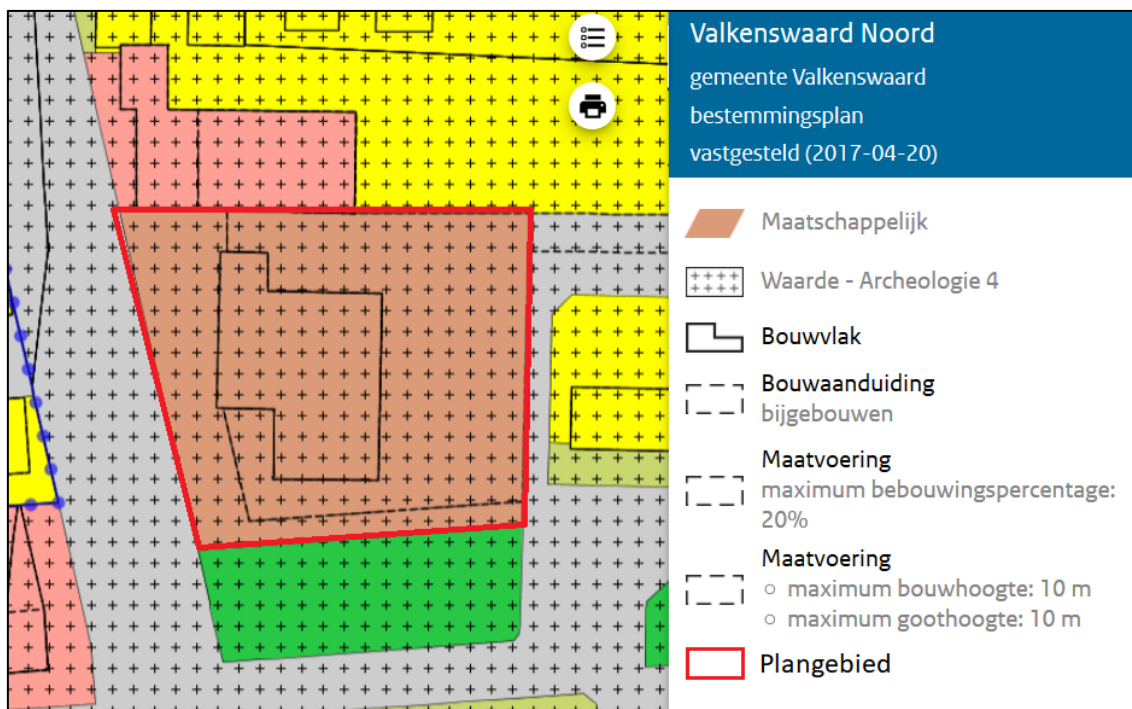 Valkenswaard Noord
gemeente Valkenswaard
bestemmingsplan
vastgesteld (2017-04-20)
Maatschappelijk
Waarde - Archeologie 4
Bouwvlak
Bouwaanduiding
bijgebouwen
Maatvoering
maximum bebouwingspercentage:
20%
Maatvoering
maximum bouwhoogte: 10 m
maximum goothoogte: 10 m
Plangebied